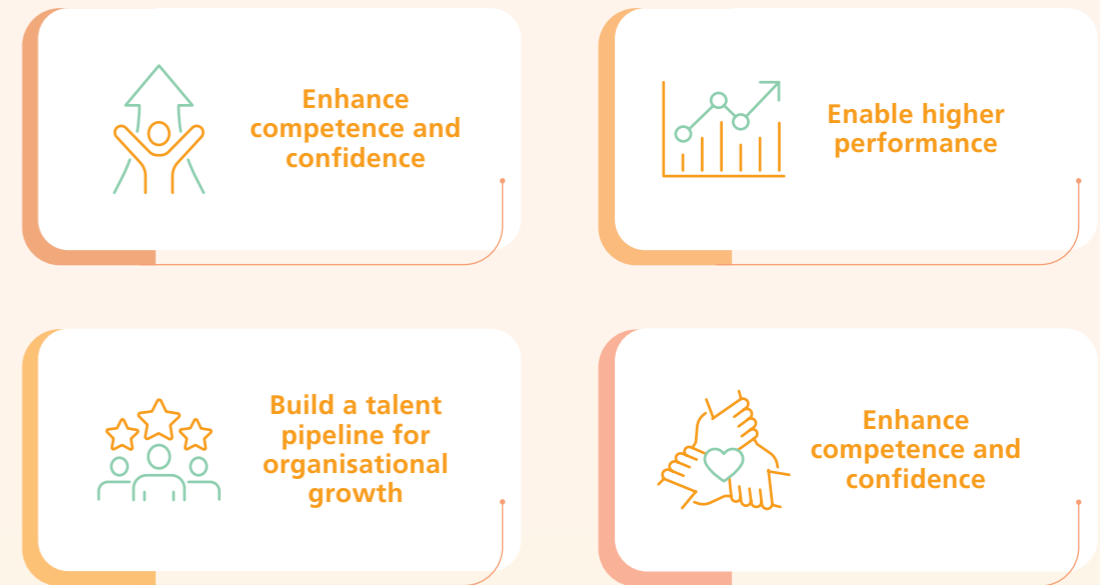 Enhance
competence and
confidence
Enable higher
performance
Build a talent
pipeline for
organisational
growth
Enhance
competence and
confidence